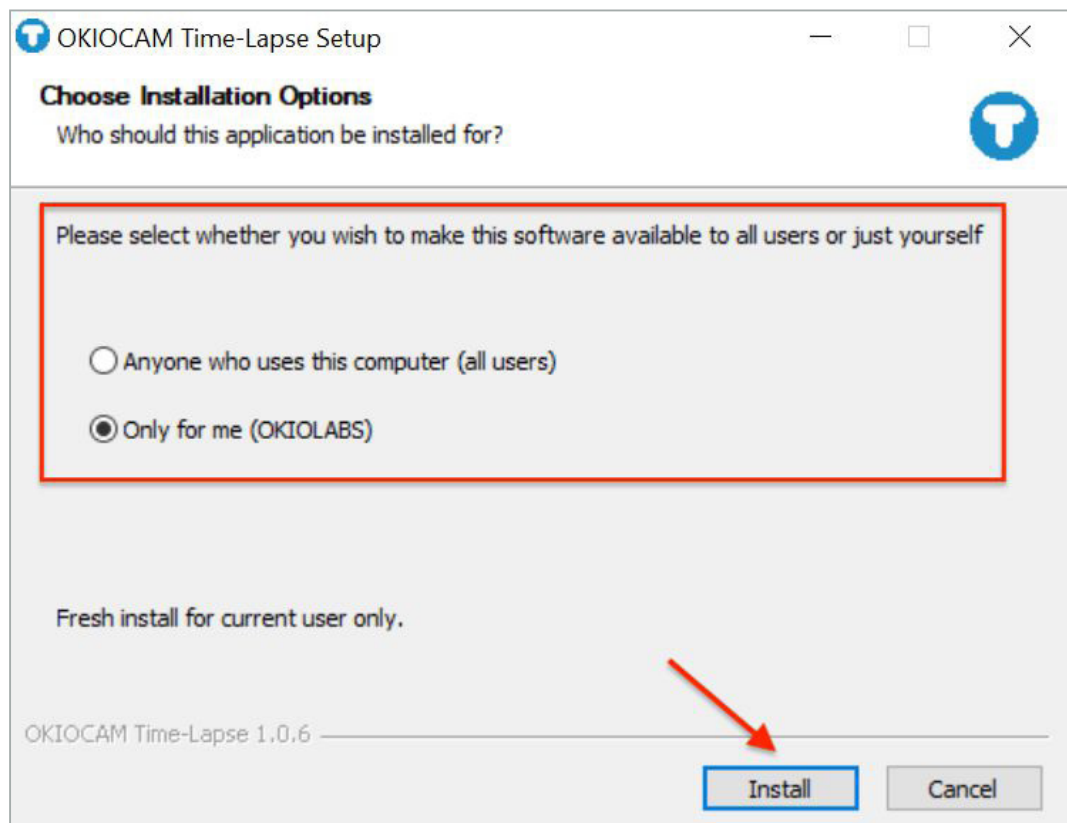 OKIOCAM Time-Lapse Setup
Choose Installation Options
Who should this application be installed for?
Please select whether you wish to make this software available to all users or just yourself
Anyone who uses this computer (all users)
Only for me (OKIOLABS)
Fresh install for current user only.
OKIOCAM Time-Lapse 1.0.6
Install
Cancel